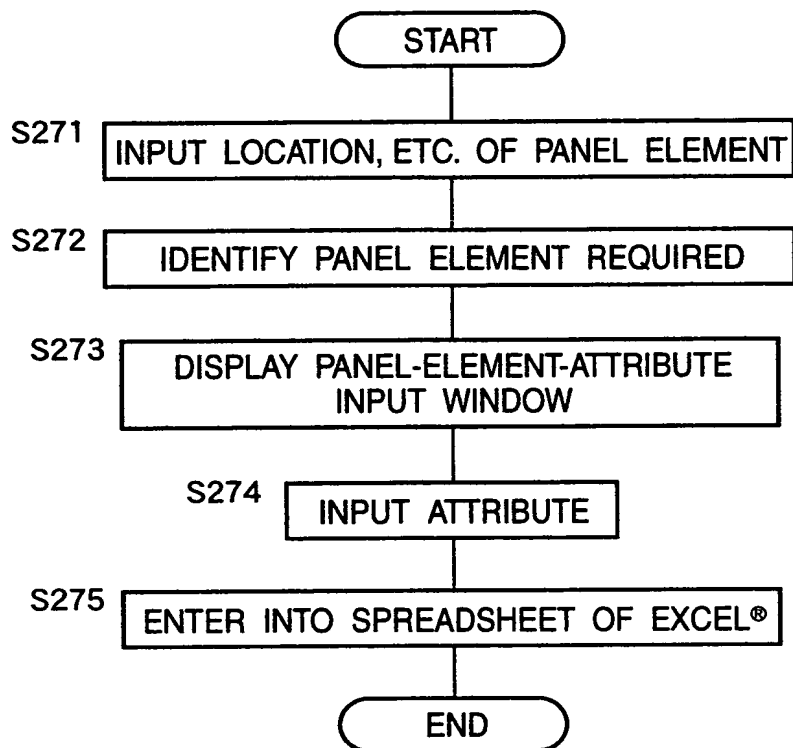 START
S271
INPUT LOCATION, ETC. OF PANEL ELEMENT
S272
IDENTIFY PANEL ELEMENT REQUIRED
S273
DISPLAY PANEL-ELEMENT-ATTRIBUTE
INPUT WINDOW
S274
INPUT ATTRIBUTE
S275
ENTER INTO SPREADSHEET OF EXCEL®
END